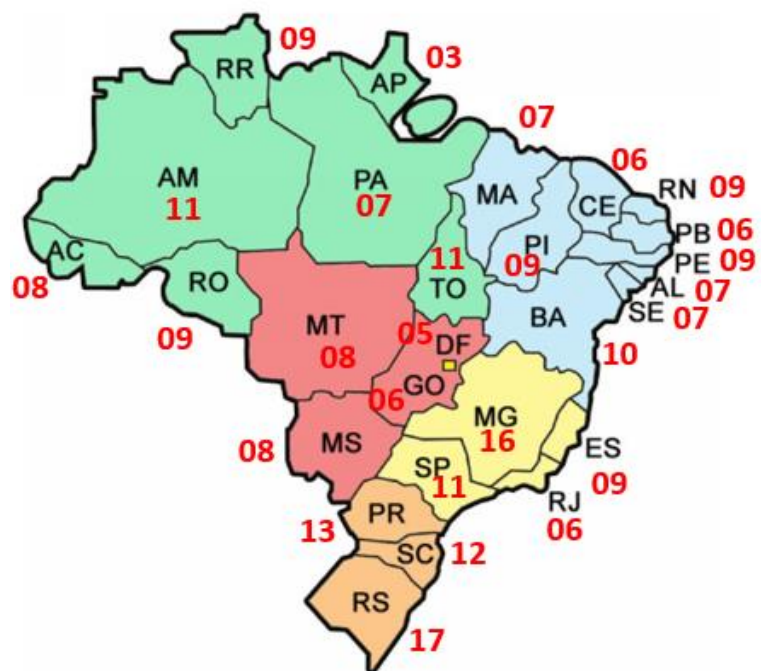 09
RR
03
AP
07
AM
11
PA
07
MA
06
CE
RN 09
PB 06
PE 09
AL 07
SE 07
PI
09
11
TO
AC
08
RO
09
MT
08
05
DF
BA
10
06
GO
MG
16
MS
08
SP
11
ES
09
RJ
06
PR
13
SC
12
RS
17